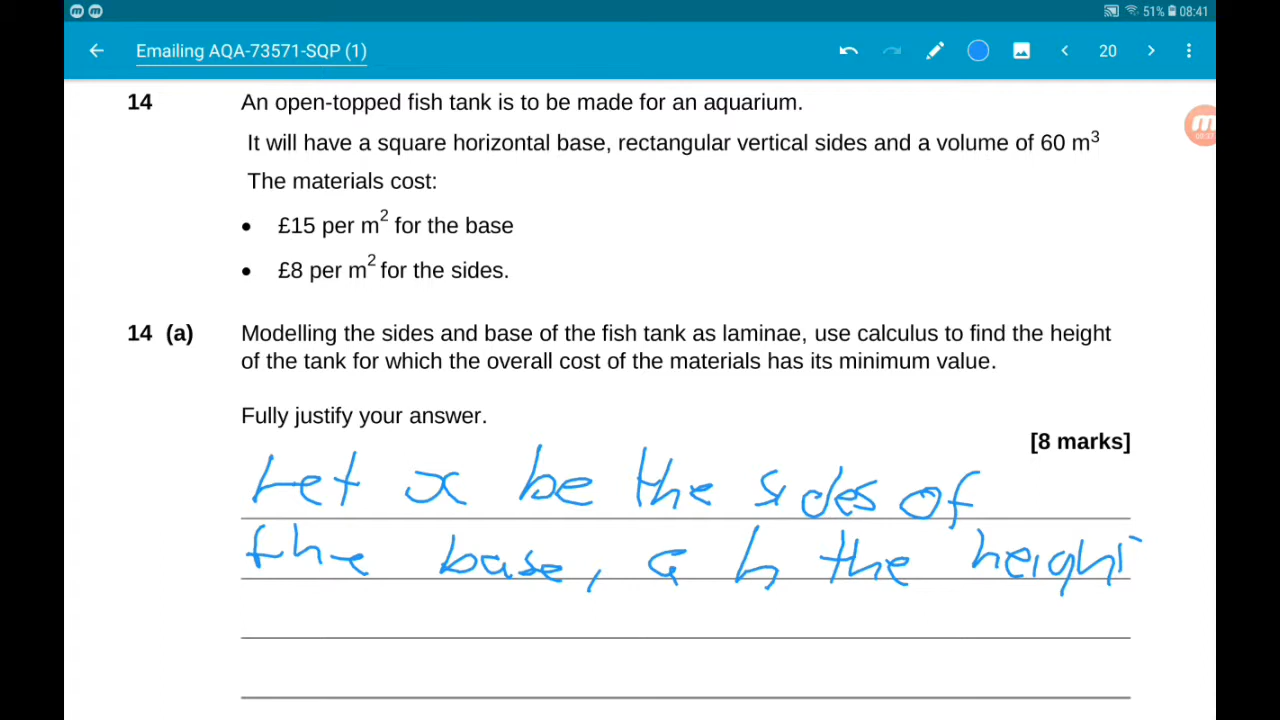 51% 08:41
Emailing AQA-73571-SQP (1) 20
14 An open-topped fish tank is to be made for an aquarium.
It will have a square horizontal base, rectangular vertical sides and a volume of 60 m³
The materials cost:
• £15 per m² for the base
• £8 per m² for the sides.
14 (a) Modelling the sides and base of the fish tank as laminae, use calculus to find the height
of the tank for which the overall cost of the materials has its minimum value.
Fully justify your answer.
[8 marks]
Let x be the sides of
the base, a h the height